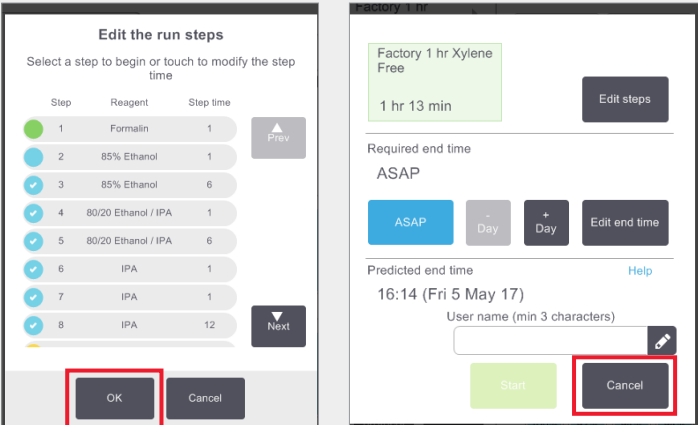 Edit the run steps
Select a step to begin or touch to modify the step
time
Step Reagent Step time
1 Formalin 1
2 85% Ethanol 1
3 85% Ethanol 6
4 80/20 Ethanol / IPA 1
5 80/20 Ethanol / IPA 6
6 IPA 1
7 IPA 1
8 IPA 12
Prev
Next
OK Cancel
Factory 1 hr
Factory 1 hr Xylene
Free
1 hr 13 min
Edit steps
Required end time
ASAP
ASAP
-
Day
+
Day
Edit end time
Predicted end time Help
16:14 (Fri 5 May 17)
User name (min 3 characters)
Start Cancel